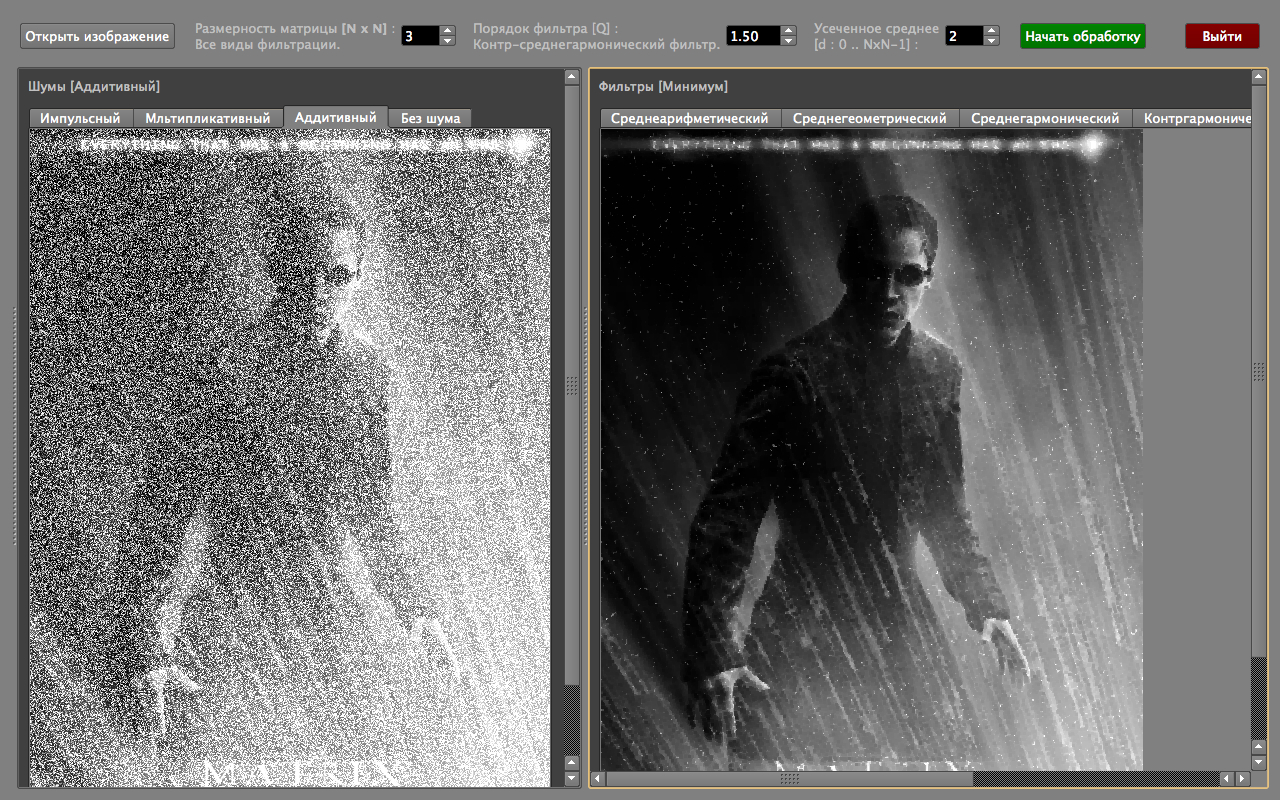 Открыть изображение
Размерность матрицы [N x N] :
Все виды фильтрации.
3
Порядок фильтра [Q] :
Контр-среднегармонический фильтр.
1.50
Усеченное среднее
[d : 0 .. NxN-1] :
2
Начать обработку
Выйти
Шумы [Аддитивный]
Импульсный
Мльтипликативный
Аддитивный
Без шума
EVERYTHING THAT HAS A BEGINNING HAS AN END
MATRIX
Фильтры [Минимум]
Среднеарифметический
Среднегеометрический
Среднегармонический
Контргармониче
EVERYTHING THAT HAS A BEGINNING HAS AN END